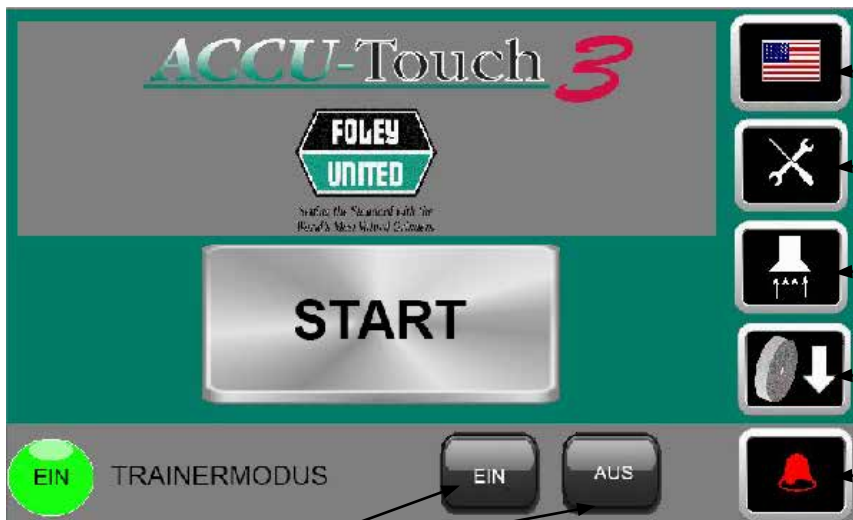 ACCU-Touch 3
FOLEY
UNITED
START
EIN TRAINERMODUS EIN AUS